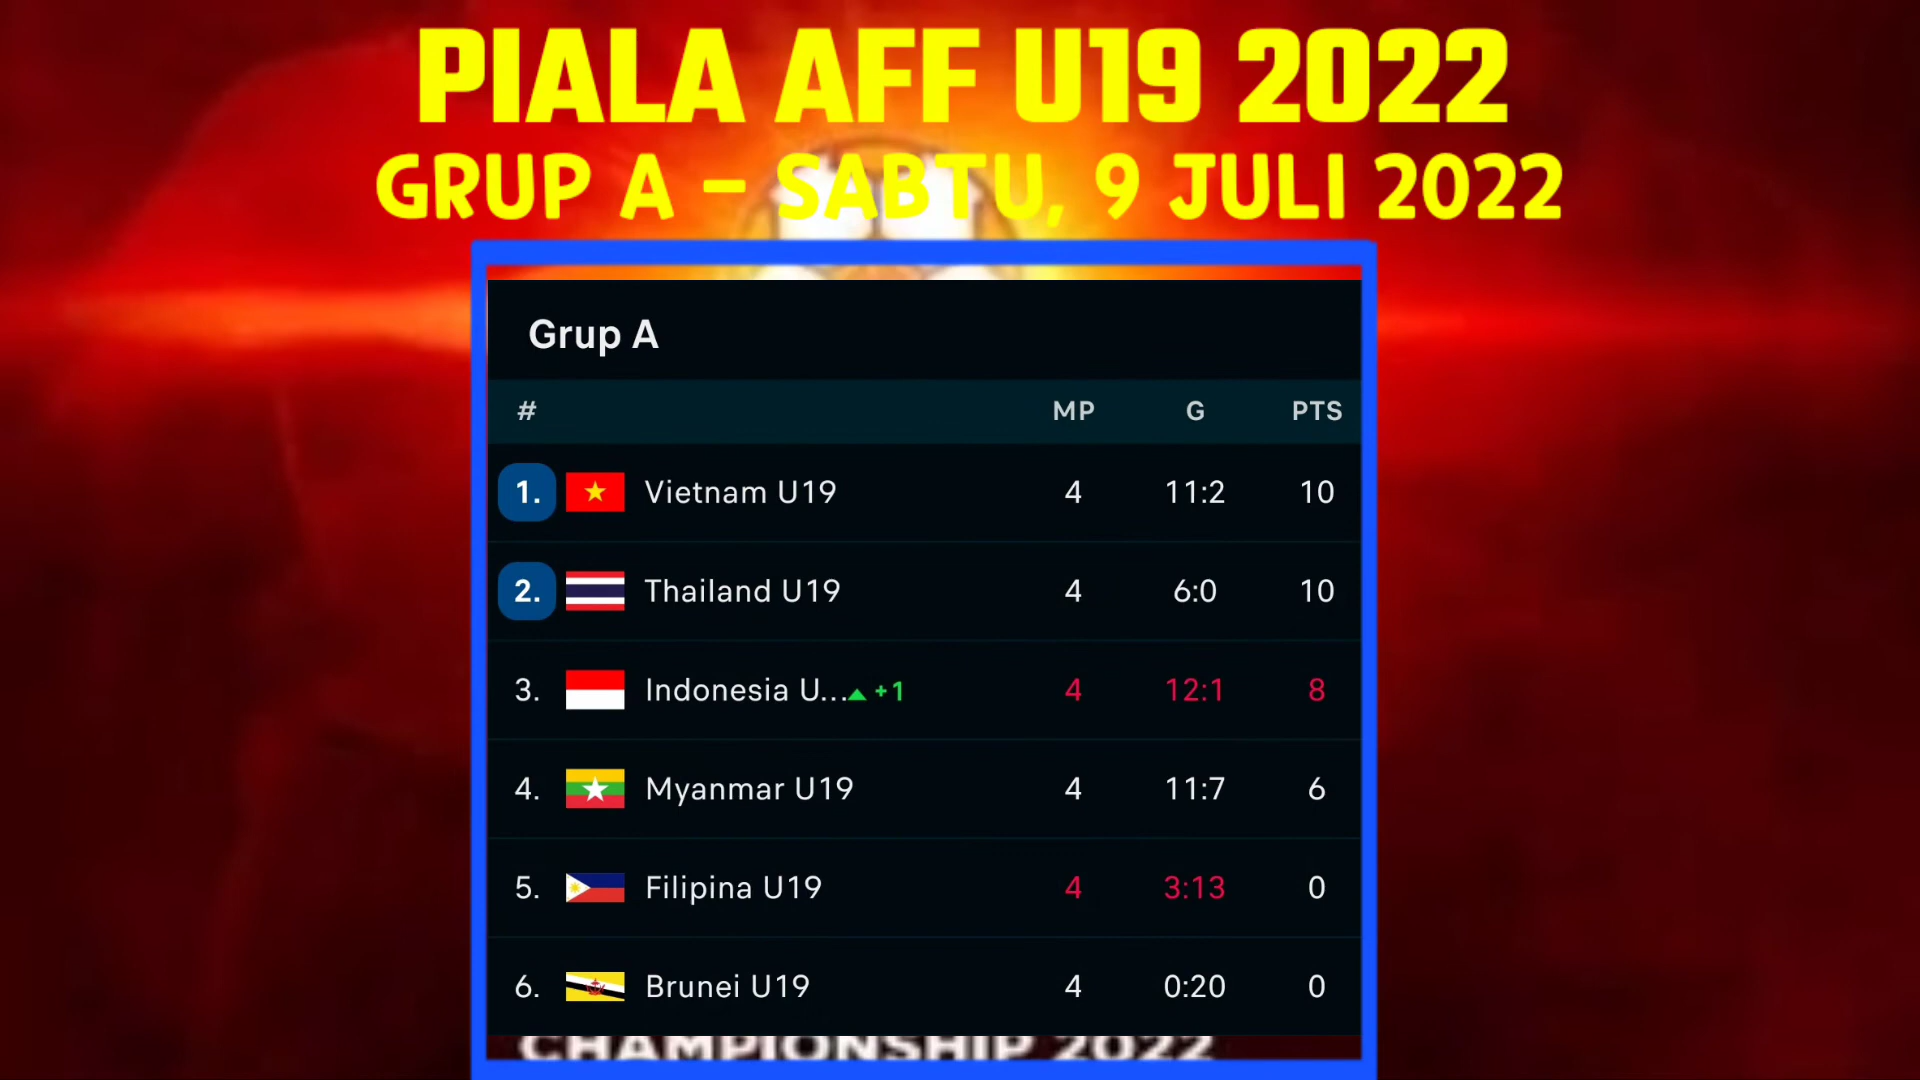 PIALA AFF U19 2022
GRUP A - SABTU, 9 JULI 2022
Grup A
# MP G PTS
1. Vietnam U19 4 11:2 10
2. Thailand U19 4 6:0 10
3. Indonesia U... +1 4 12:1 8
4. Myanmar U19 4 11:7 6
5. Filipina U19 4 3:13 0
6. Brunei U19 4 0:20 0
CHAMPIONSHIP 2022